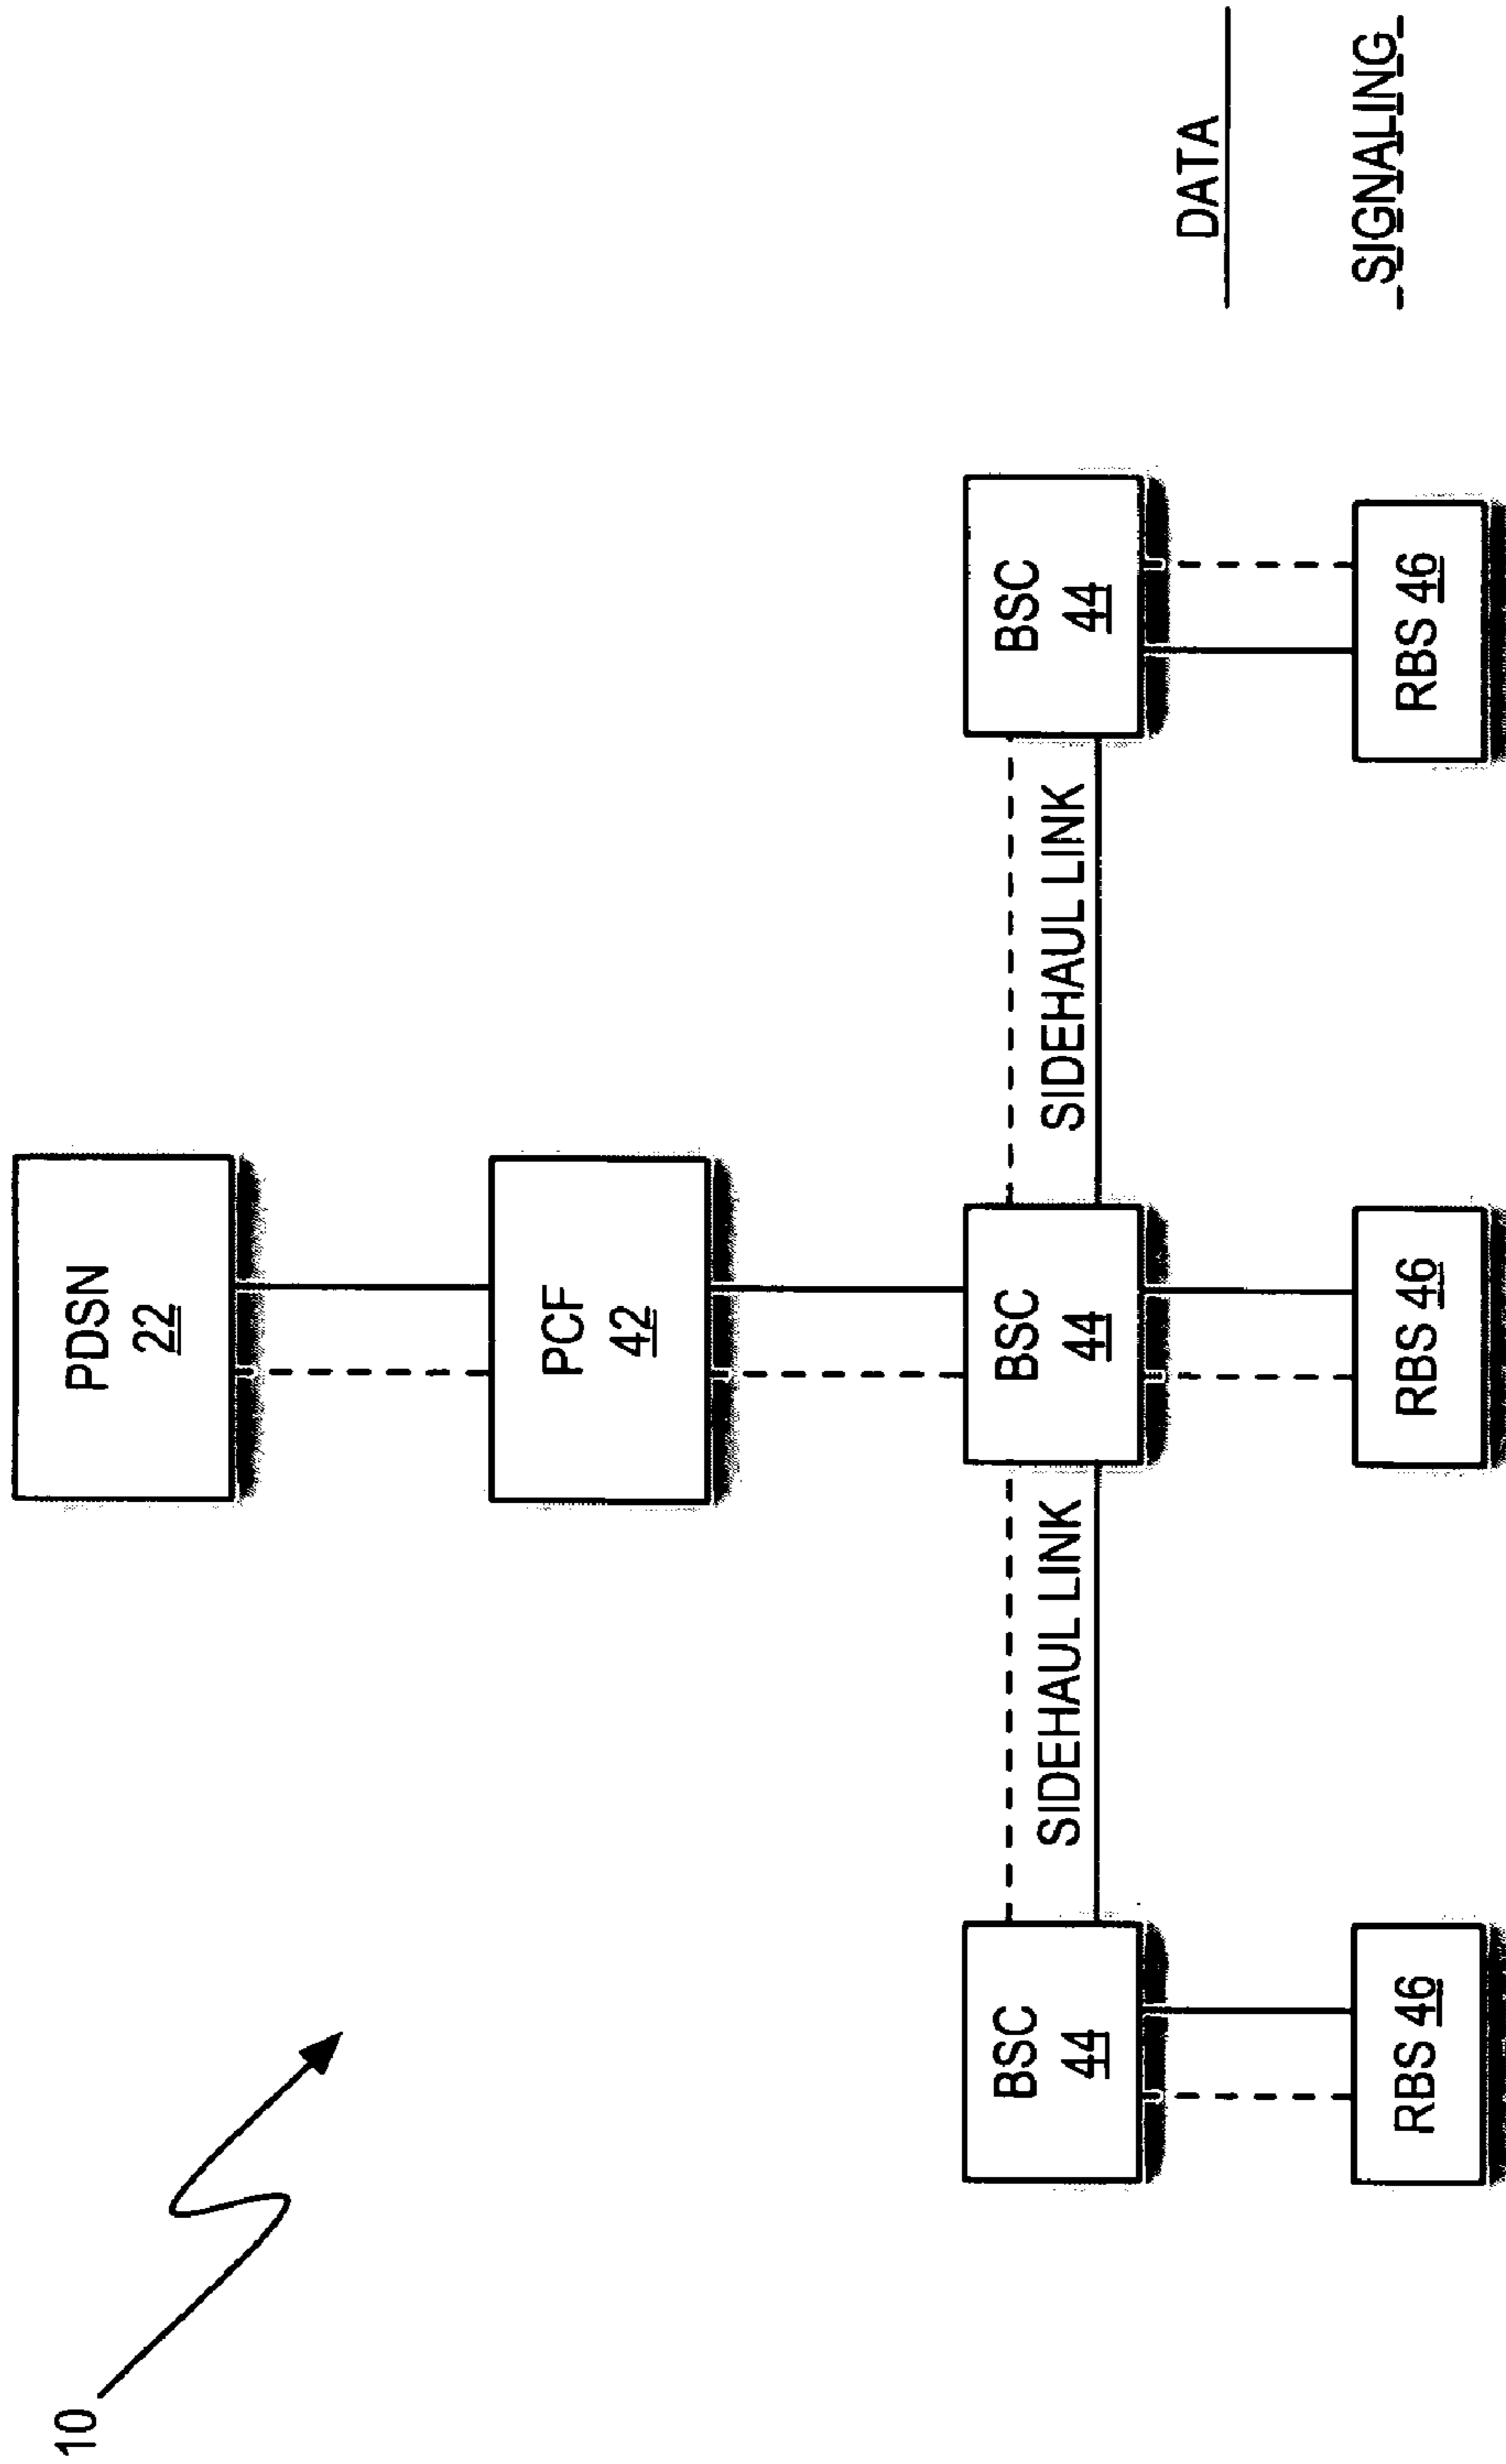 10
PDSN
22
PCF
42
BSC
44
SIDEHAUL LINK
BSC
44
SIDEHAUL LINK
BSC
44
RBS 46
RBS 46
RBS 46
DATA
SIGNALING